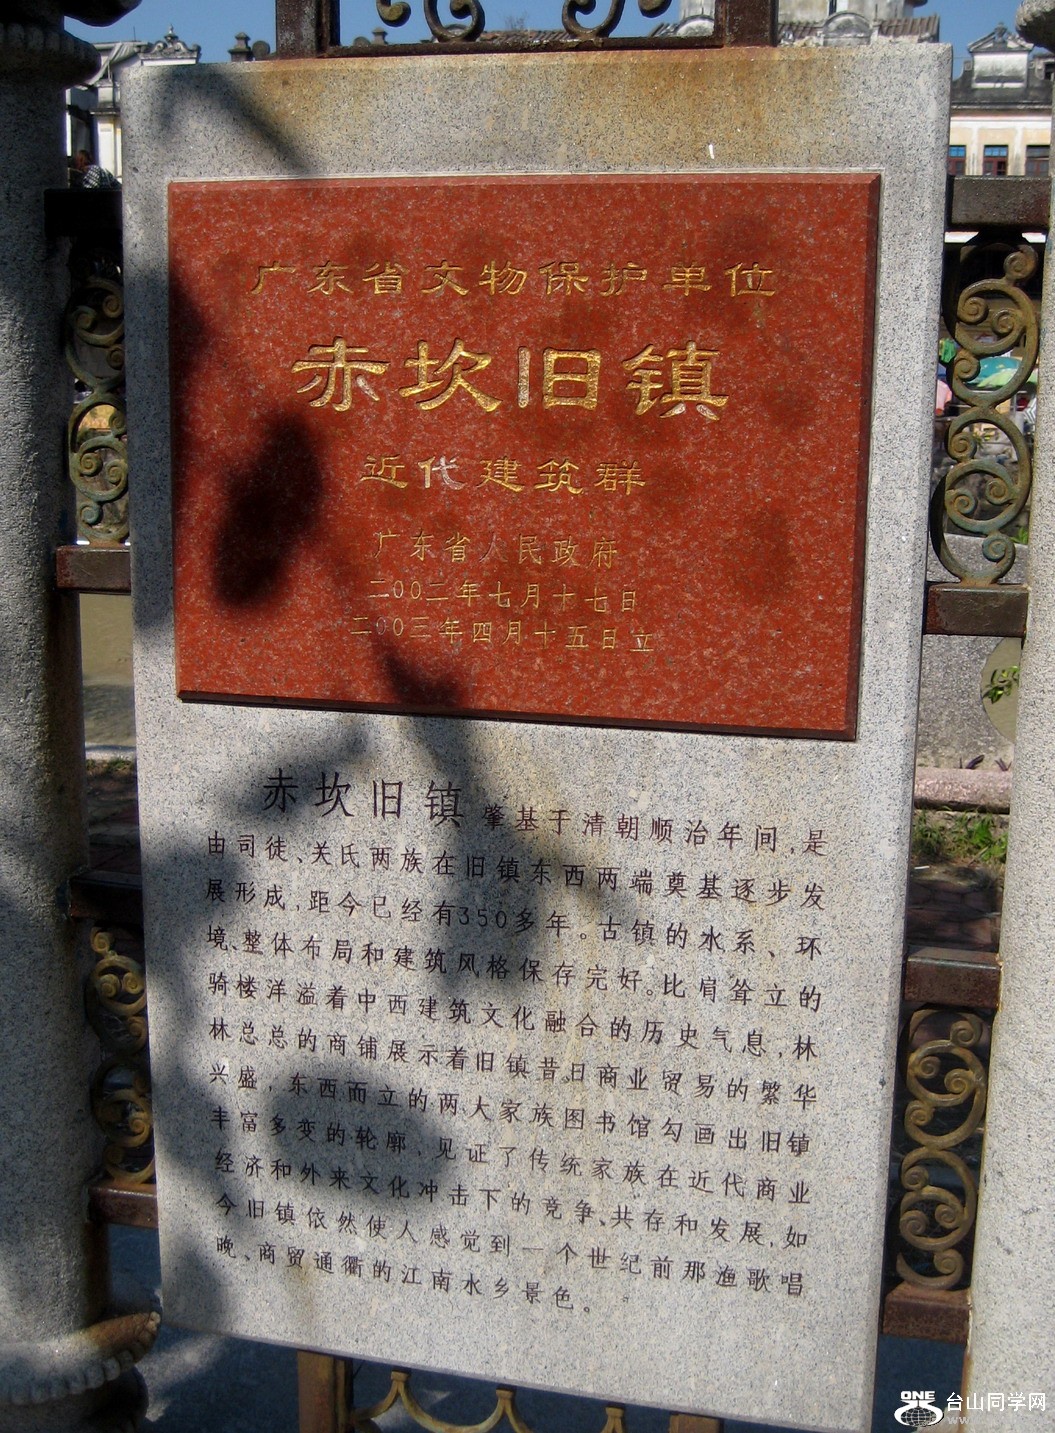 广东省文物保护单位
赤坎旧镇
近代建筑群
广东省人民政府
二〇〇二年七月十七日
二〇〇三年四月十五日立
赤坎旧镇肇基于清朝顺治年间,是
由司徒、关氏两族在旧镇东西两端奠基逐步发
展形成,距今已经有350多年。古镇的水系、环
境、整体布局和建筑风格保存完好。比肩耸立的
骑楼洋溢着中西建筑文化融合的历史气息,林
林总总的商铺展示着旧镇昔日商业贸易的繁华
兴盛,东西而立的两大家族图书馆勾画出旧镇
丰富多变的轮廓、见证了传统家族在近代商业
经济和外来文化冲击下的竞争、共存和发展,如
今旧镇依然使人感觉到一个世纪前那渔歌唱
晚、商贸通衢的江南水乡景色。
ONE 台山同学网